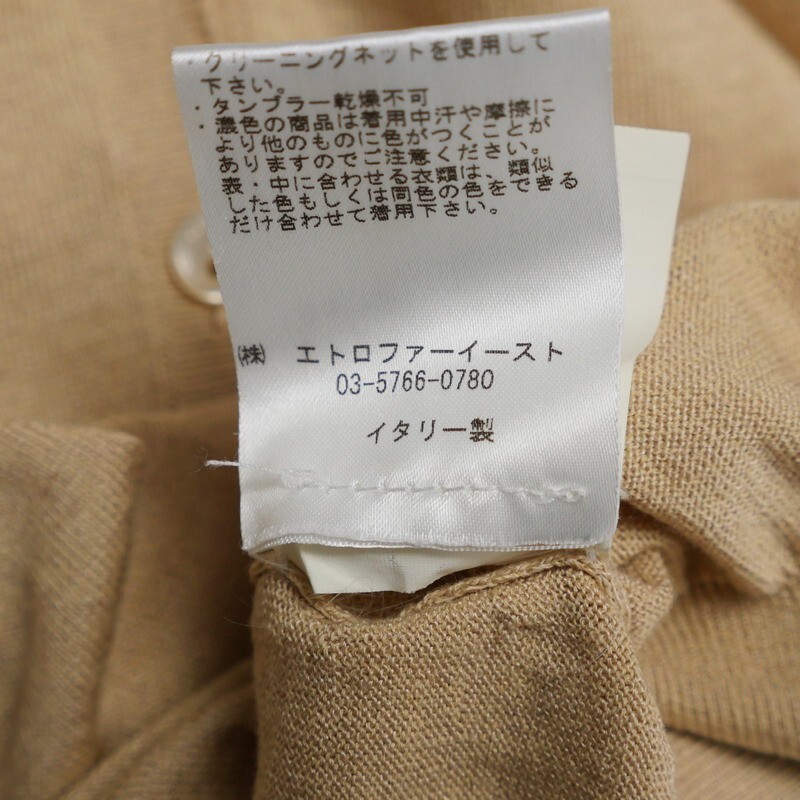 ・クリーニングネットを使用して
下さい。
・タンブラー乾燥不可
・濃色の商品は着用中汗や摩擦に
より他のものに色がつくことが
ありますのでご注意ください。
表・中に合わせる衣類は、類似
した色もしくは同色の色をできる
だけ合わせて着用下さい。
㈱ エトロファーイースト
03-5766-0780
イタリー製